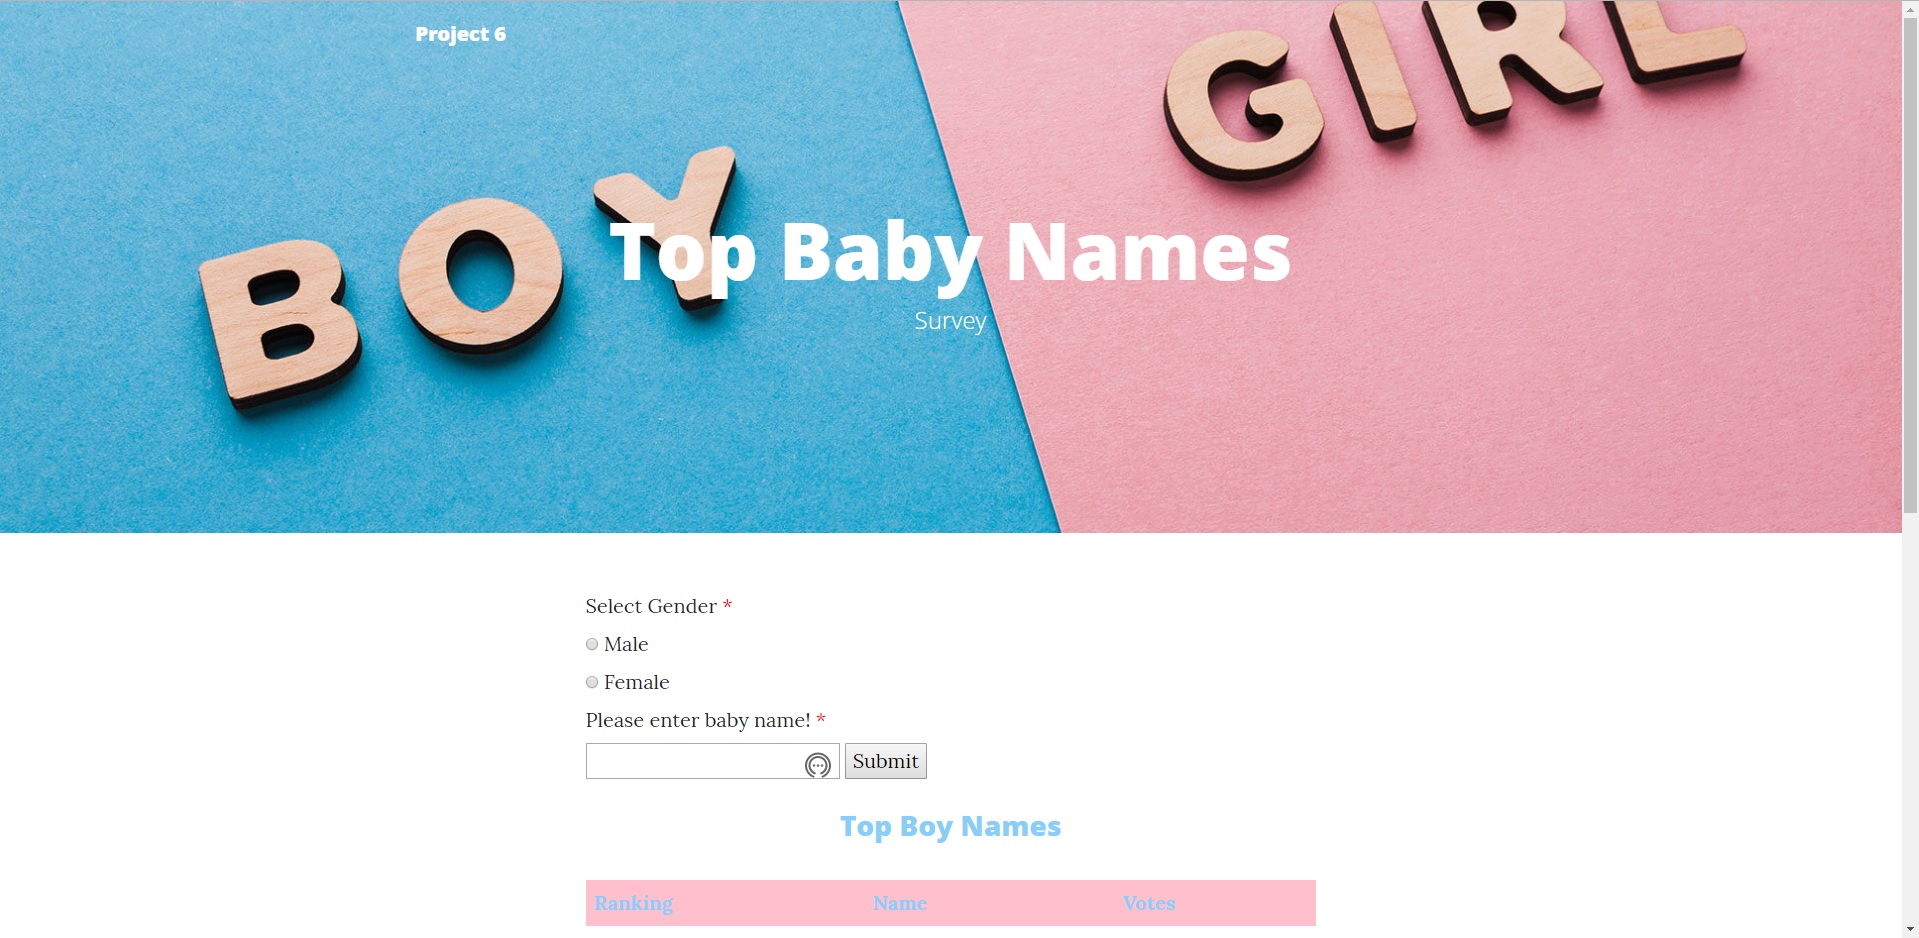 Project 6
GIRL
BOY
Top Baby Names
Survey
Select Gender *
Male
Female
Please enter baby name! *
Submit
Top Boy Names
Ranking Name Votes